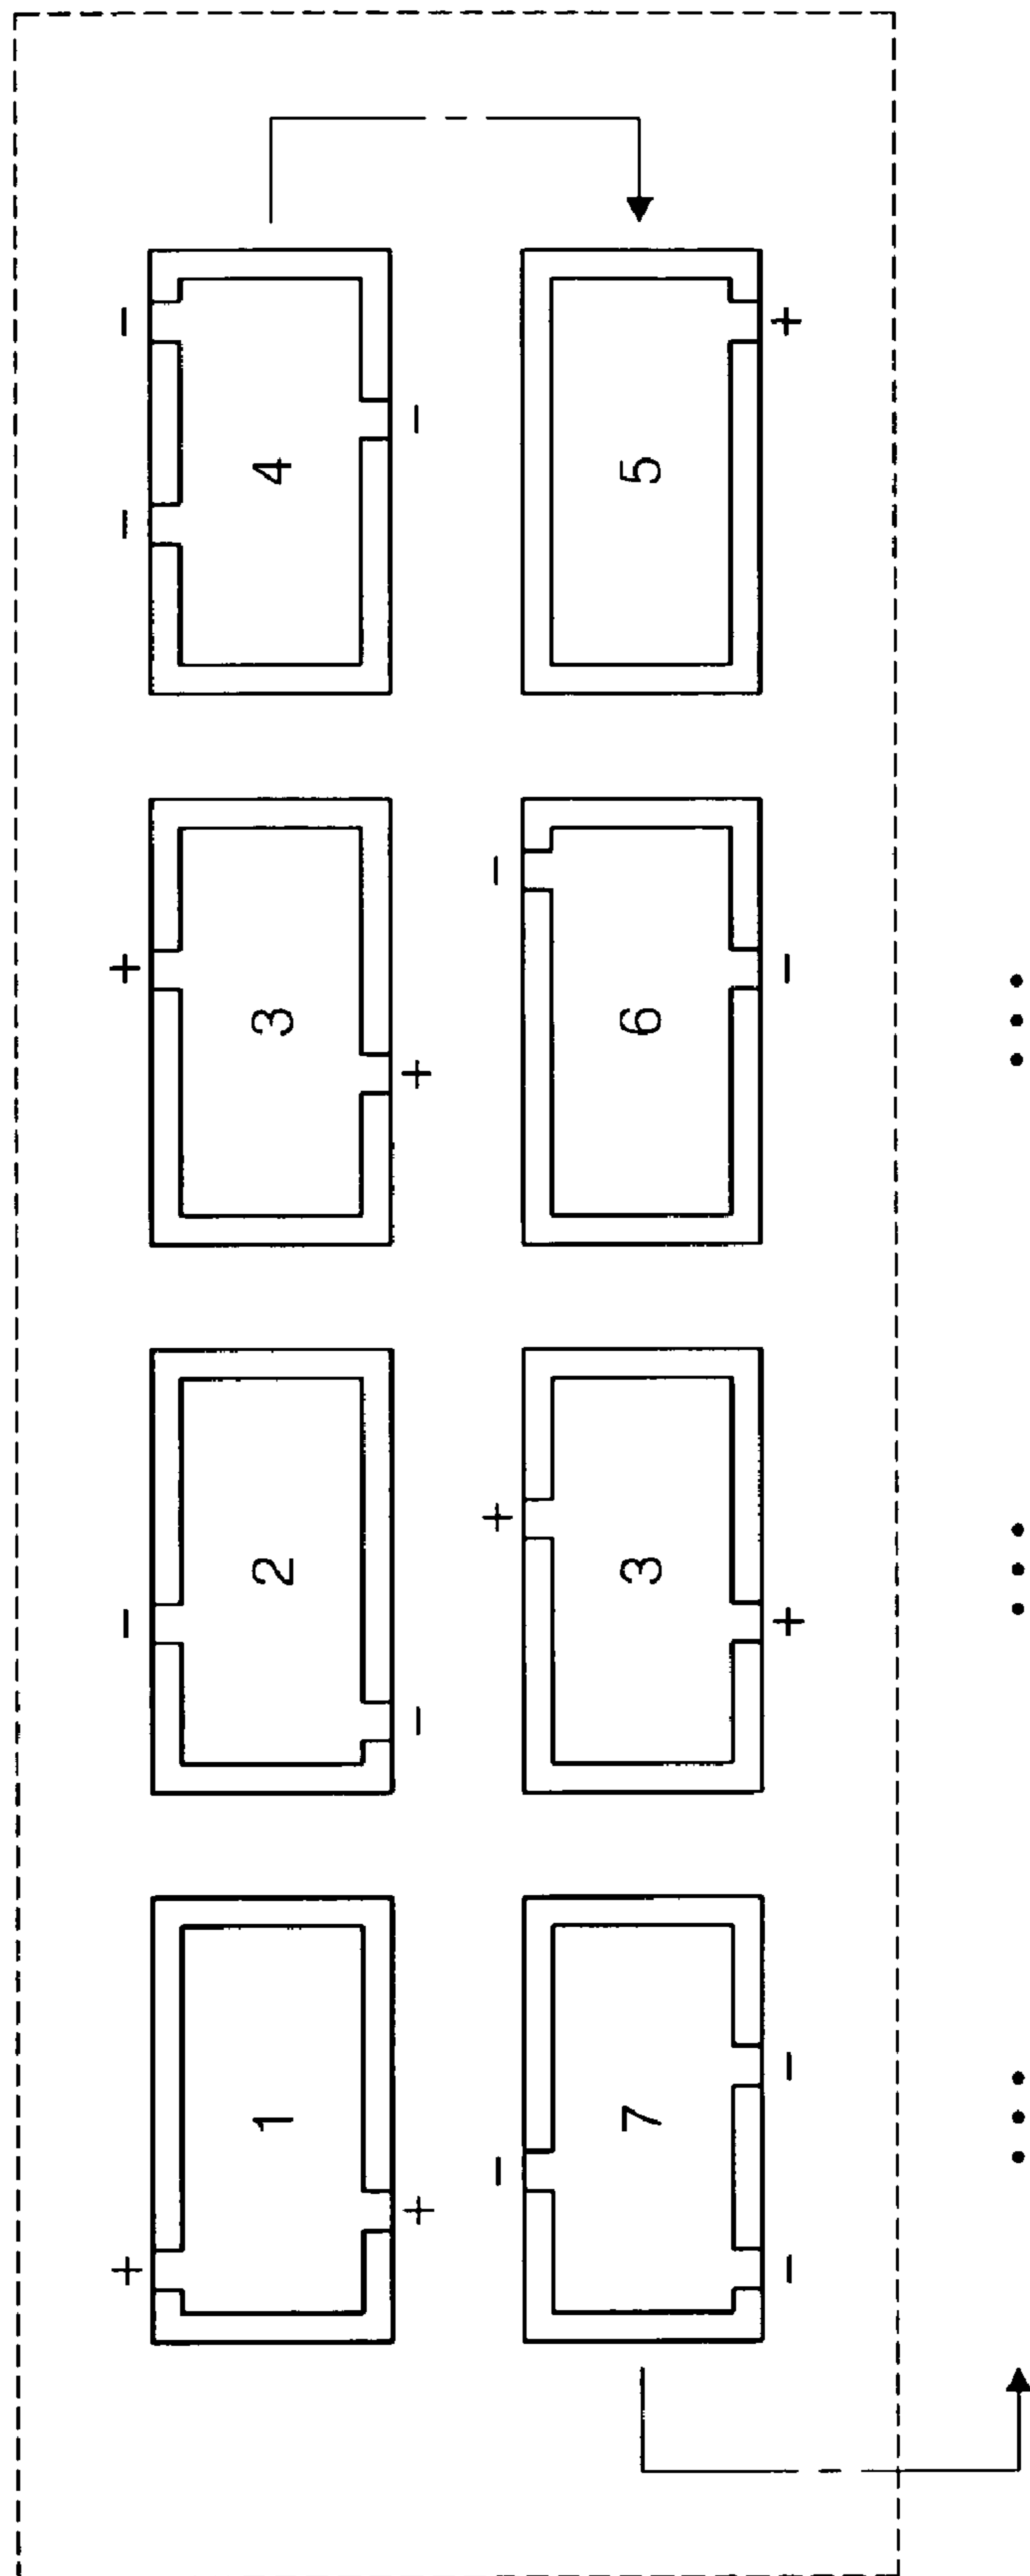 + − + − −
1 2 3 4
+ − + −
− + −
7 3 6 5
− − + − +
... ... ...